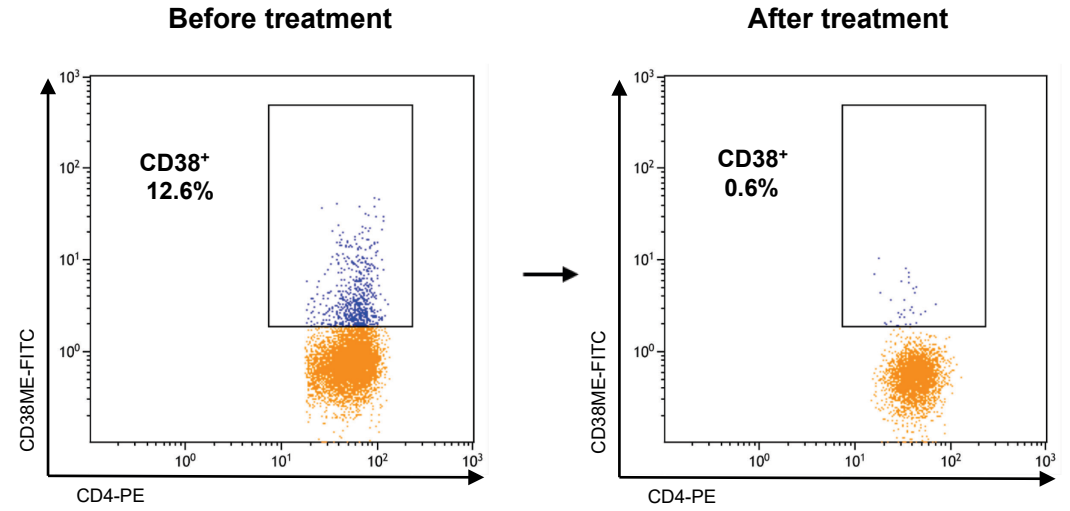 Before treatment
After treatment
10³
10²
10¹
10⁰
CD38⁺
12.6%
CD38ME-FITC
10⁰ 10¹ 10² 10³
CD4-PE
10³
10²
10¹
10⁰
CD38⁺
0.6%
CD38ME-FITC
10⁰ 10¹ 10² 10³
CD4-PE